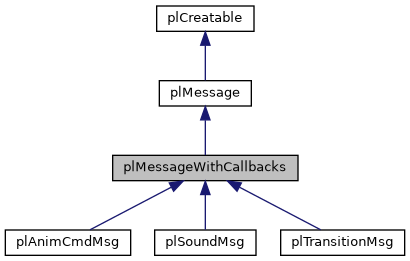 plCreatable
plMessage
plMessageWithCallbacks
plAnimCmdMsg plSoundMsg plTransitionMsg